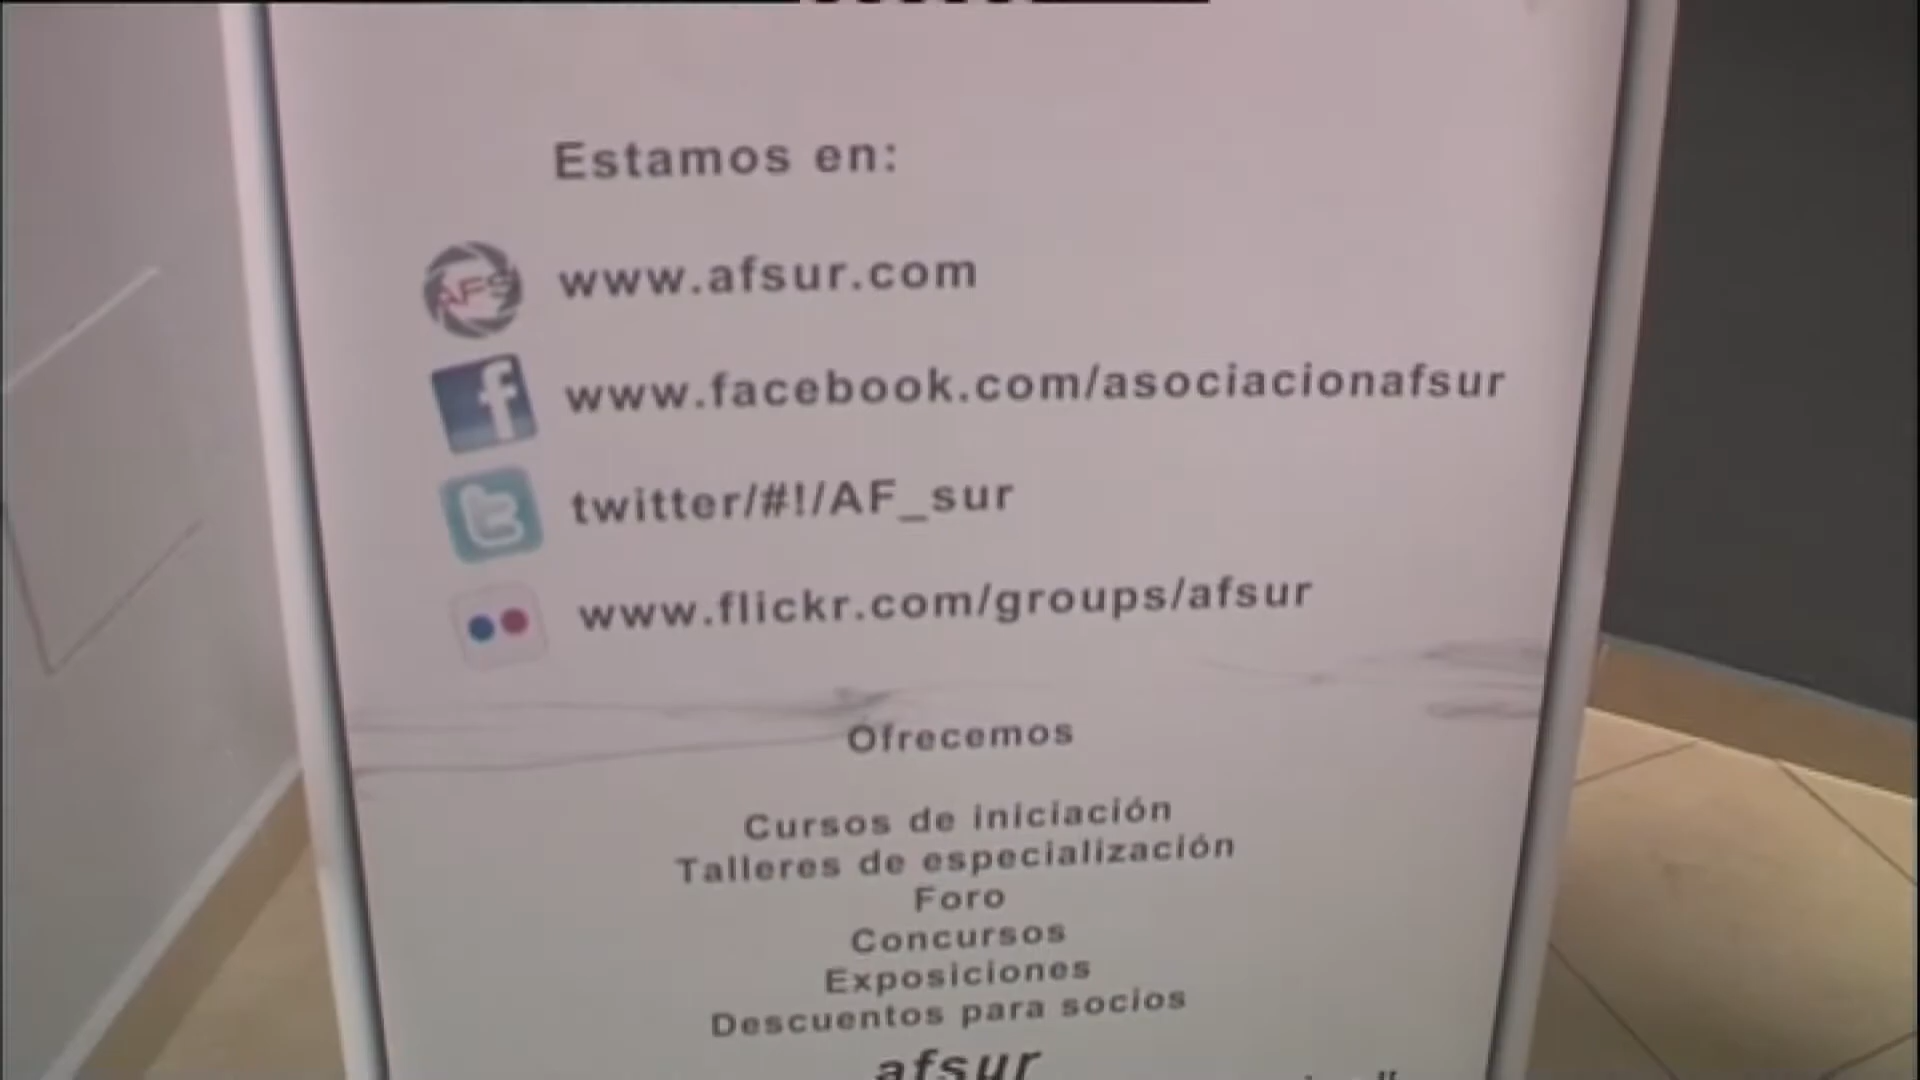 Estamos en:
AFS
www.afsur.com
www.facebook.com/asociacionafsur
twitter/#!/AF_sur
www.flickr.com/groups/afsur
Ofrecemos
Cursos de iniciación
Talleres de especialización
Foro
Concursos
Exposiciones
Descuentos para socios
afsur